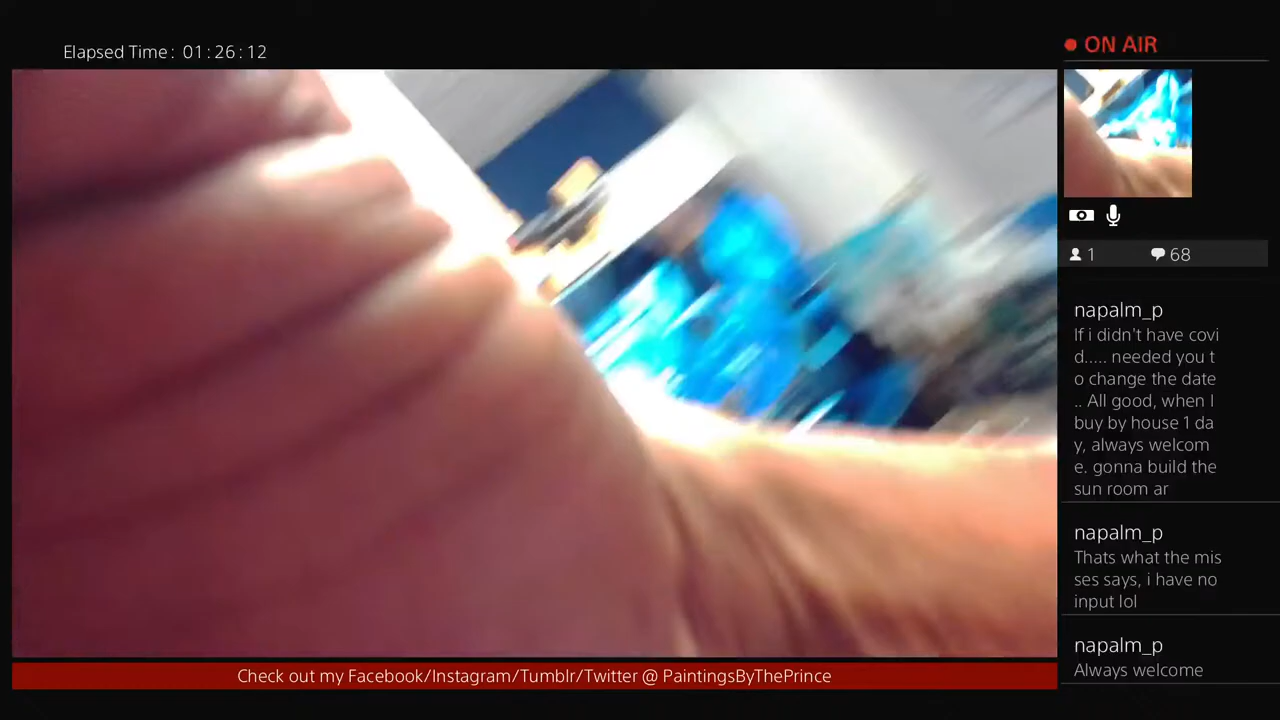 Elapsed Time: 01:26:12
ON AIR
1
68
napalm_p
If i didn't have covi
d..... needed you t
o change the date
.. All good, when I
buy by house 1 da
y, always welcom
e. gonna build the
sun room ar
napalm_p
Thats what the mis
ses says, i have no
input lol
napalm_p
Always welcome
Check out my Facebook/Instagram/Tumblr/Twitter @ PaintingsByThePrince